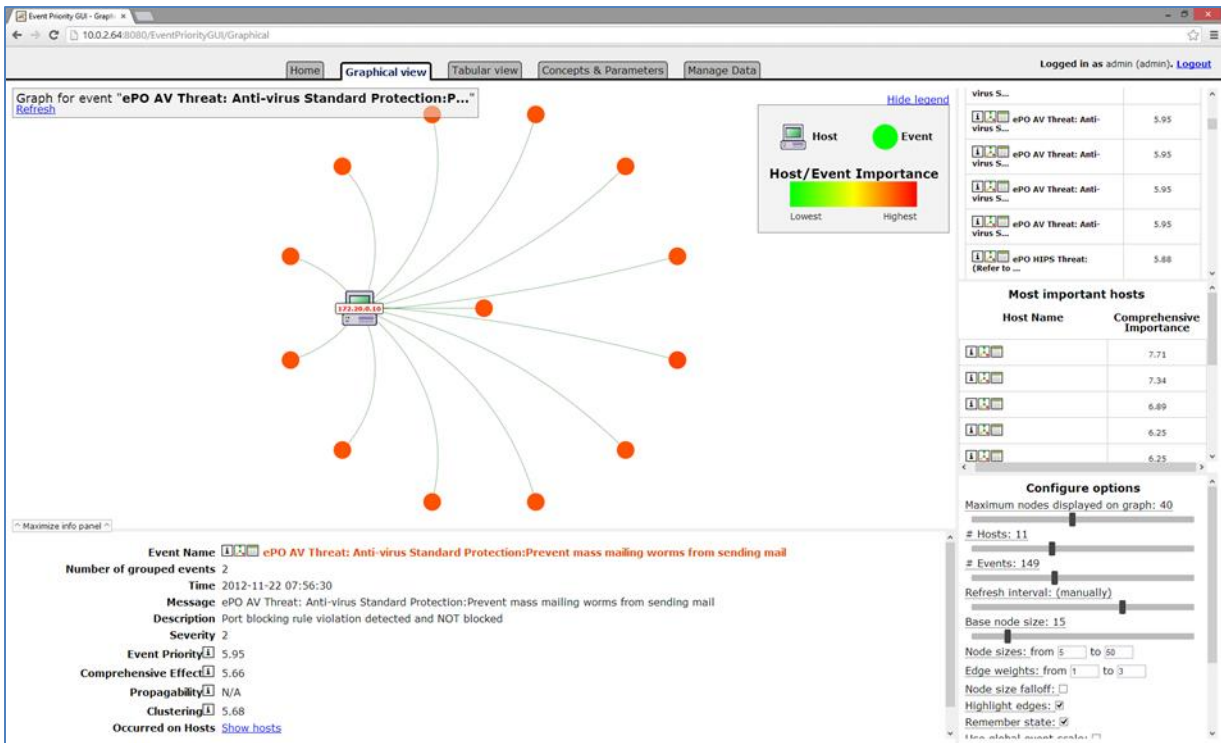 Event Priority GUI - Graph
10.0.2.64:8080/EventPriorityGUI/Graphical
Home
Graphical view
Tabular view
Concepts & Parameters
Manage Data
Logged in as admin (admin). Logout
Graph for event "ePO AV Threat: Anti-virus Standard Protection:P..."
Refresh
Hide legend
Host
Event
Host/Event Importance
Lowest
Highest
172.20.0.10
virus S...
ePO AV Threat: Anti-
virus S...
5.95
ePO AV Threat: Anti-
virus S...
5.95
ePO AV Threat: Anti-
virus S...
5.95
ePO AV Threat: Anti-
virus S...
5.95
ePO HIPS Threat:
(Refer to ...
5.88
Most important hosts
Host Name
Comprehensive
Importance
7.71
7.34
6.89
6.25
6.25
Configure options
Maximum nodes displayed on graph: 40
# Hosts: 11
# Events: 149
Refresh interval: (manually)
Base node size: 15
Node sizes: from 5 to 50
Edge weights: from 1 to 3
Node size falloff:
Highlight edges:
Remember state:
Use global event scale:
^ Maximize info panel ^
Event Name ePO AV Threat: Anti-virus Standard Protection:Prevent mass mailing worms from sending mail
Number of grouped events 2
Time 2012-11-22 07:56:30
Message ePO AV Threat: Anti-virus Standard Protection:Prevent mass mailing worms from sending mail
Description Port blocking rule violation detected and NOT blocked
Severity 2
Event Priority 5.95
Comprehensive Effect 5.66
Propagability N/A
Clustering 5.68
Occurred on Hosts Show hosts